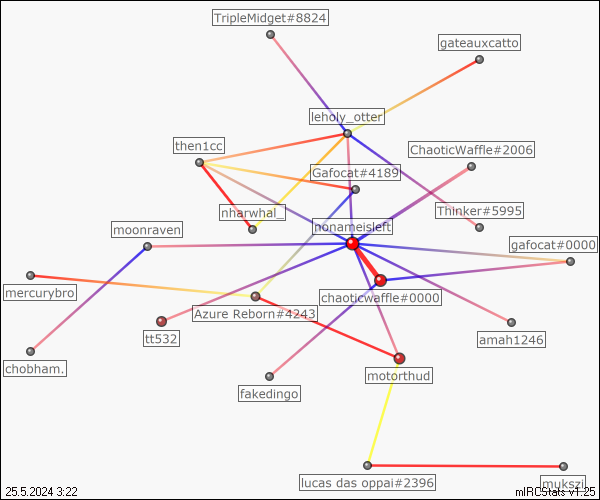 TripleMidget#8824
gateauxcatto
leholy_otter
then1cc
ChaoticWaffle#2006
Gafocat#4189
nharwhal_
Thinker#5995
nonameisleft
moonraven
gafocat#0000
mercurybro
chaoticwaffle#0000
Azure Reborn#4243
tt532
amah1246
chobham.
motorthud
fakedingo
lucas das oppai#2396
mukszi
25.5.2024 3:22
mIRCStats v1.25